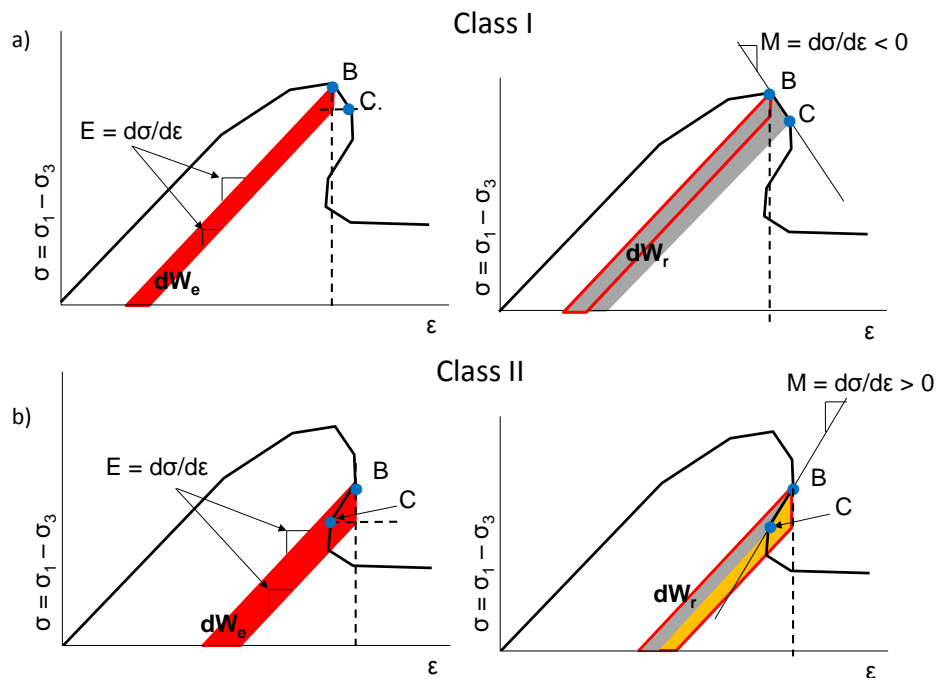 Class I
a)
M = dσ/dε < 0
B
C.
E = dσ/dε
σ = σ₁ – σ₃
dWₑ
ε
B
C
σ = σ₁ – σ₃
dWᵣ
ε
Class II
b)
M = dσ/dε > 0
E = dσ/dε
B
C
σ = σ₁ – σ₃
dWₑ
ε
B
C
σ = σ₁ – σ₃
dWᵣ
ε